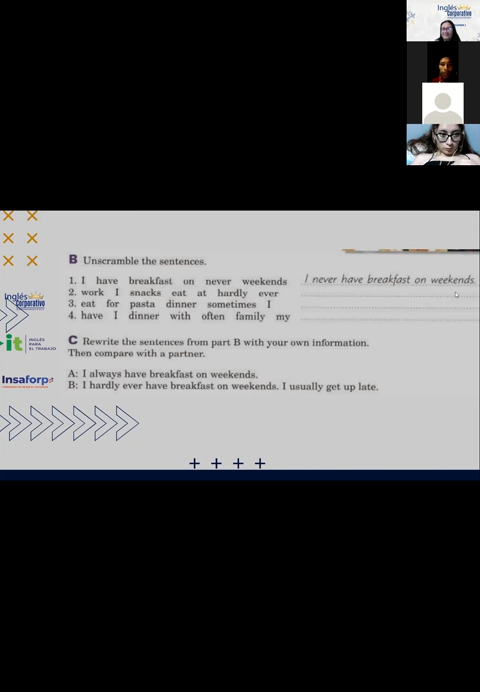 Inglés
Corporativo
B Unscramble the sentences.
1. I have breakfast on never weekends
I never have breakfast on weekends.
2. work I snacks eat at hardly ever
3. eat for pasta dinner sometimes I
4. have I dinner with often family my
C Rewrite the sentences from part B with your own information.
Then compare with a partner.
A: I always have breakfast on weekends.
B: I hardly ever have breakfast on weekends. I usually get up late.
Inglés
Corporativo
it INGLÉS
PARA
EL TRABAJO
Insaforp